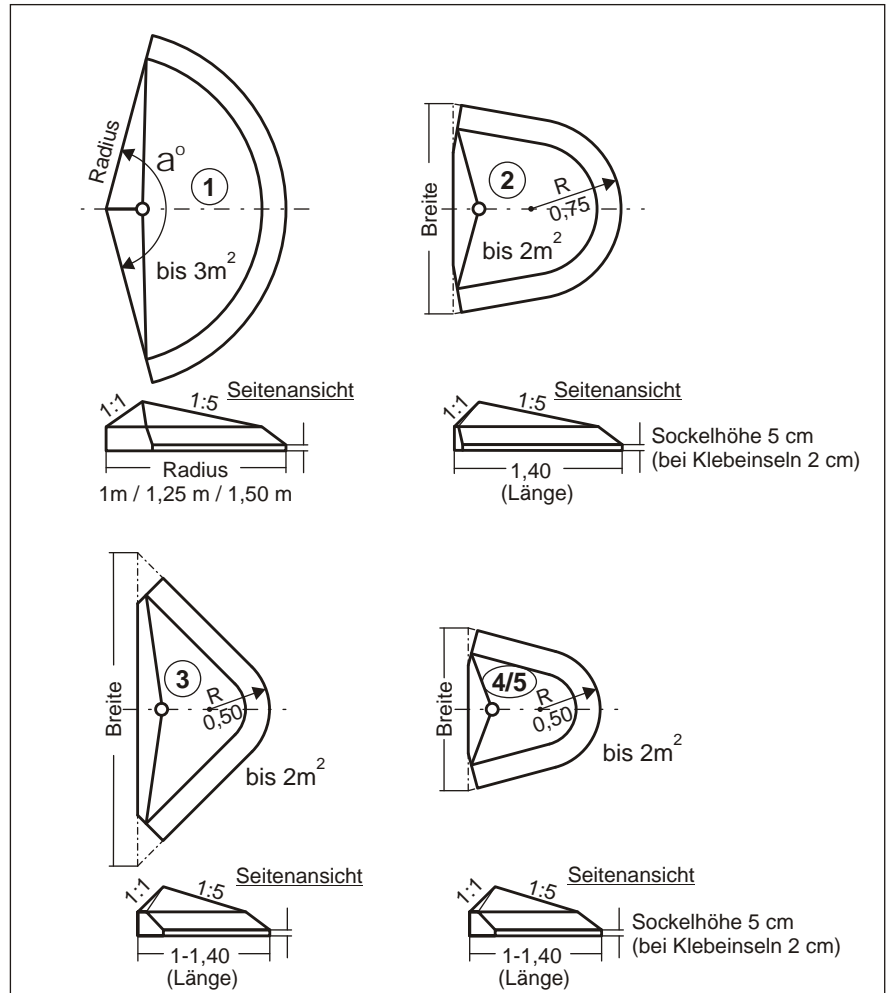 Radius
a°
1
bis 3m²
Breite
2
R
0,75
bis 2m²
1:1
1:5
Seitenansicht
Radius
1m / 1,25 m / 1,50 m
1:1
1:5
Seitenansicht
Sockelhöhe 5 cm
(bei Klebeinseln 2 cm)
1,40
(Länge)
Breite
3
R
0,50
bis 2m²
Breite
4/5
R
0,50
bis 2m²
1:1
1:5
Seitenansicht
1-1,40
(Länge)
1:1
1:5
Seitenansicht
Sockelhöhe 5 cm
(bei Klebeinseln 2 cm)
1-1,40
(Länge)